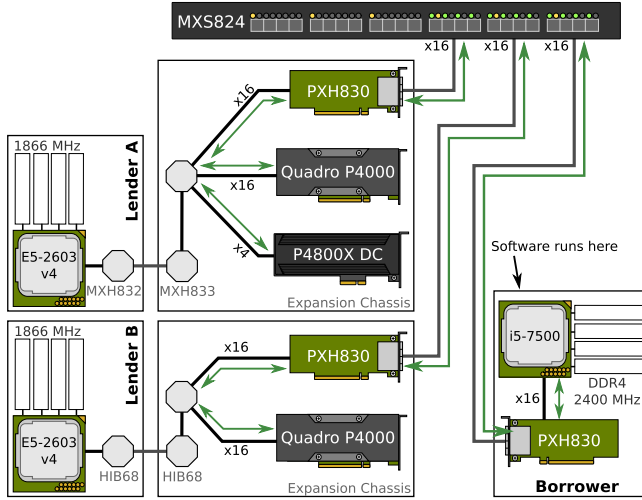 MXS824
x16
x16
x16
x16
PXH830
1866 MHz
Lender A
Quadro P4000
x16
E5-2603
v4
MXH832
MXH833
x4
P4800X DC
Expansion Chassis
Software runs here
1866 MHz
Lender B
x16
PXH830
Quadro P4000
x16
E5-2603
v4
HIB68
HIB68
Expansion Chassis
i5-7500
DDR4
2400 MHz
x16
PXH830
Borrower